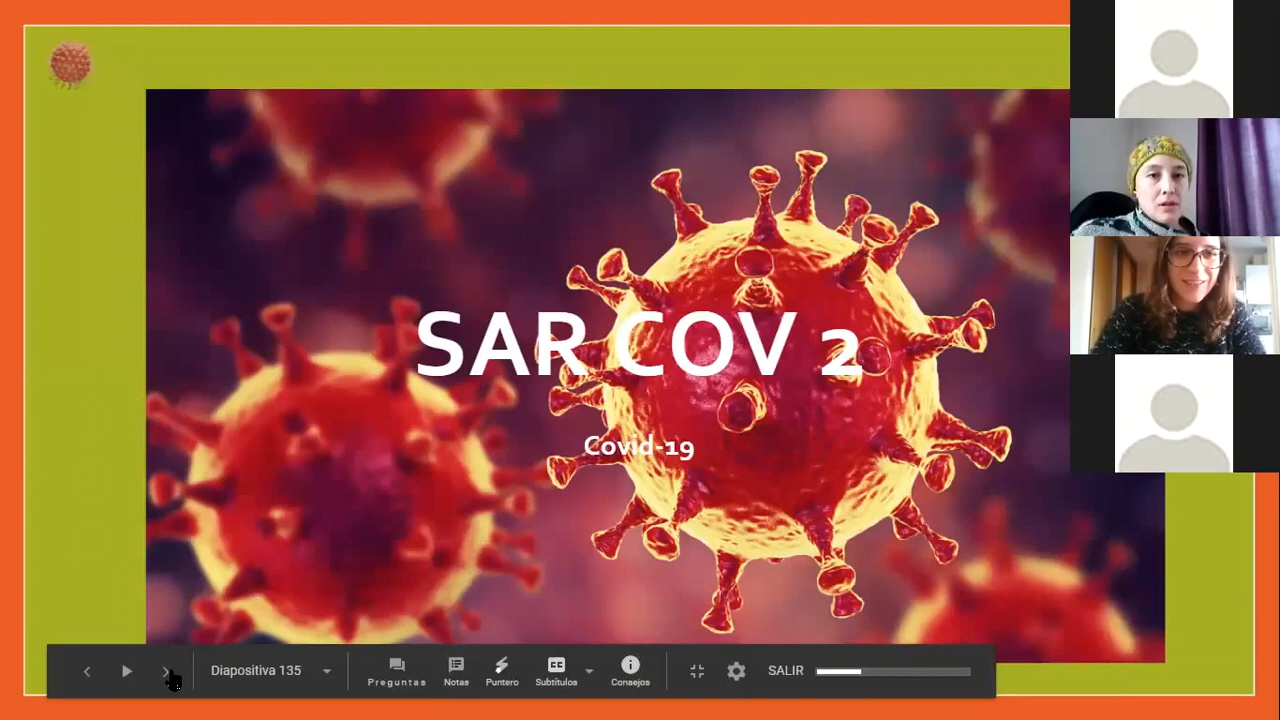 SAR COV 2
Covid-19
Diapositiva 135
Preguntas
Notas
Puntero
Subtítulos
Consejos
SALIR